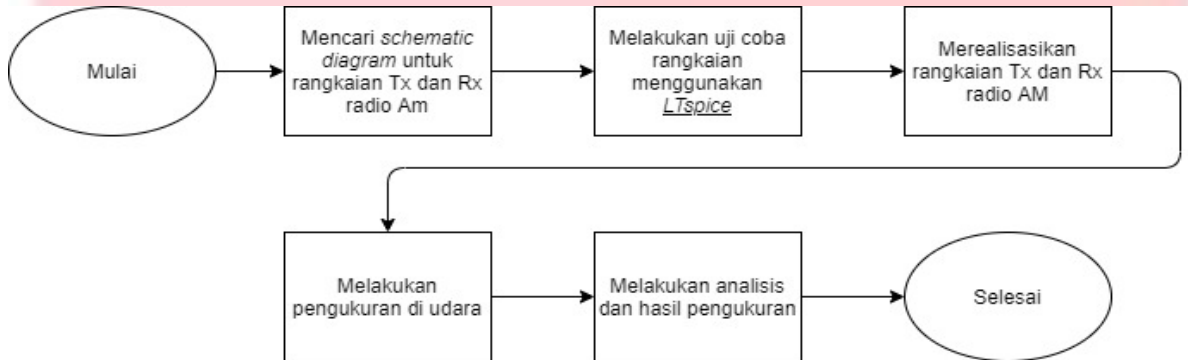 Mulai
Mencari schematic
diagram untuk
rangkaian Tx dan Rx
radio Am
Melakukan uji coba
rangkaian
menggunakan
LTspice
Merealisasikan
rangkaian Tx dan Rx
radio AM
Melakukan
pengukuran di udara
Melakukan analisis
dan hasil pengukuran
Selesai